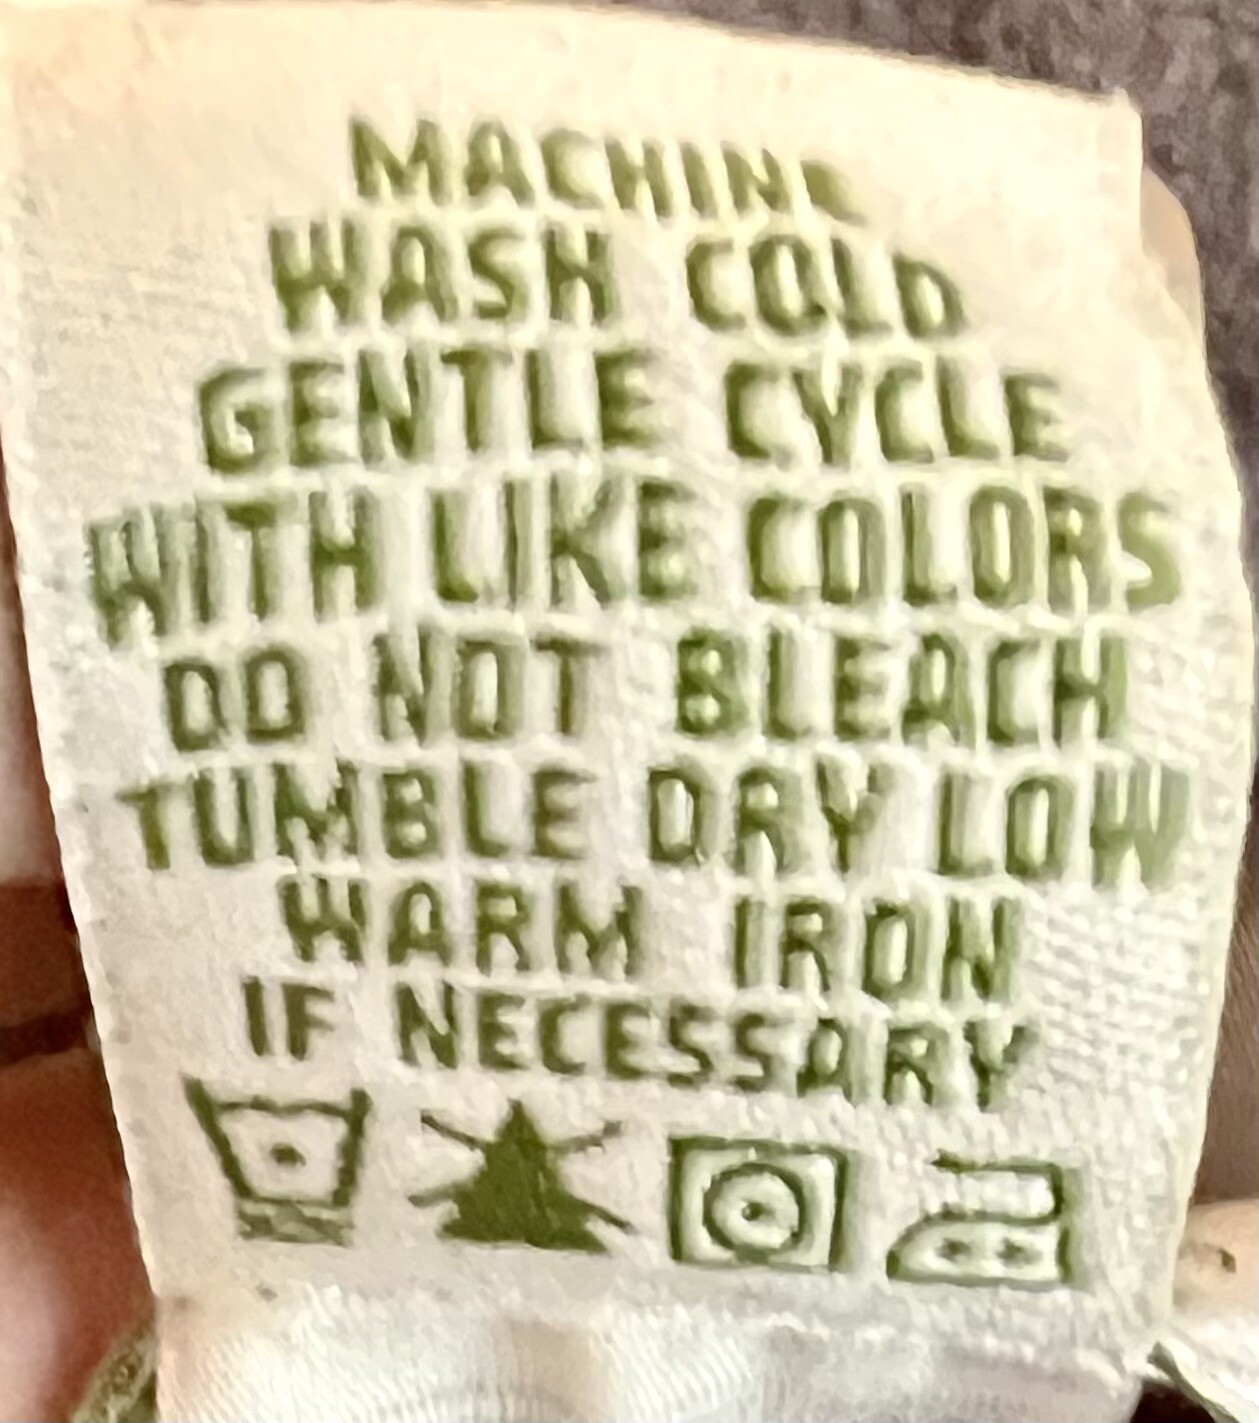 MACHINE
WASH COLD
GENTLE CYCLE
WITH LIKE COLORS
DO NOT BLEACH
TUMBLE DRY LOW
WARM IRON
IF NECESSARY